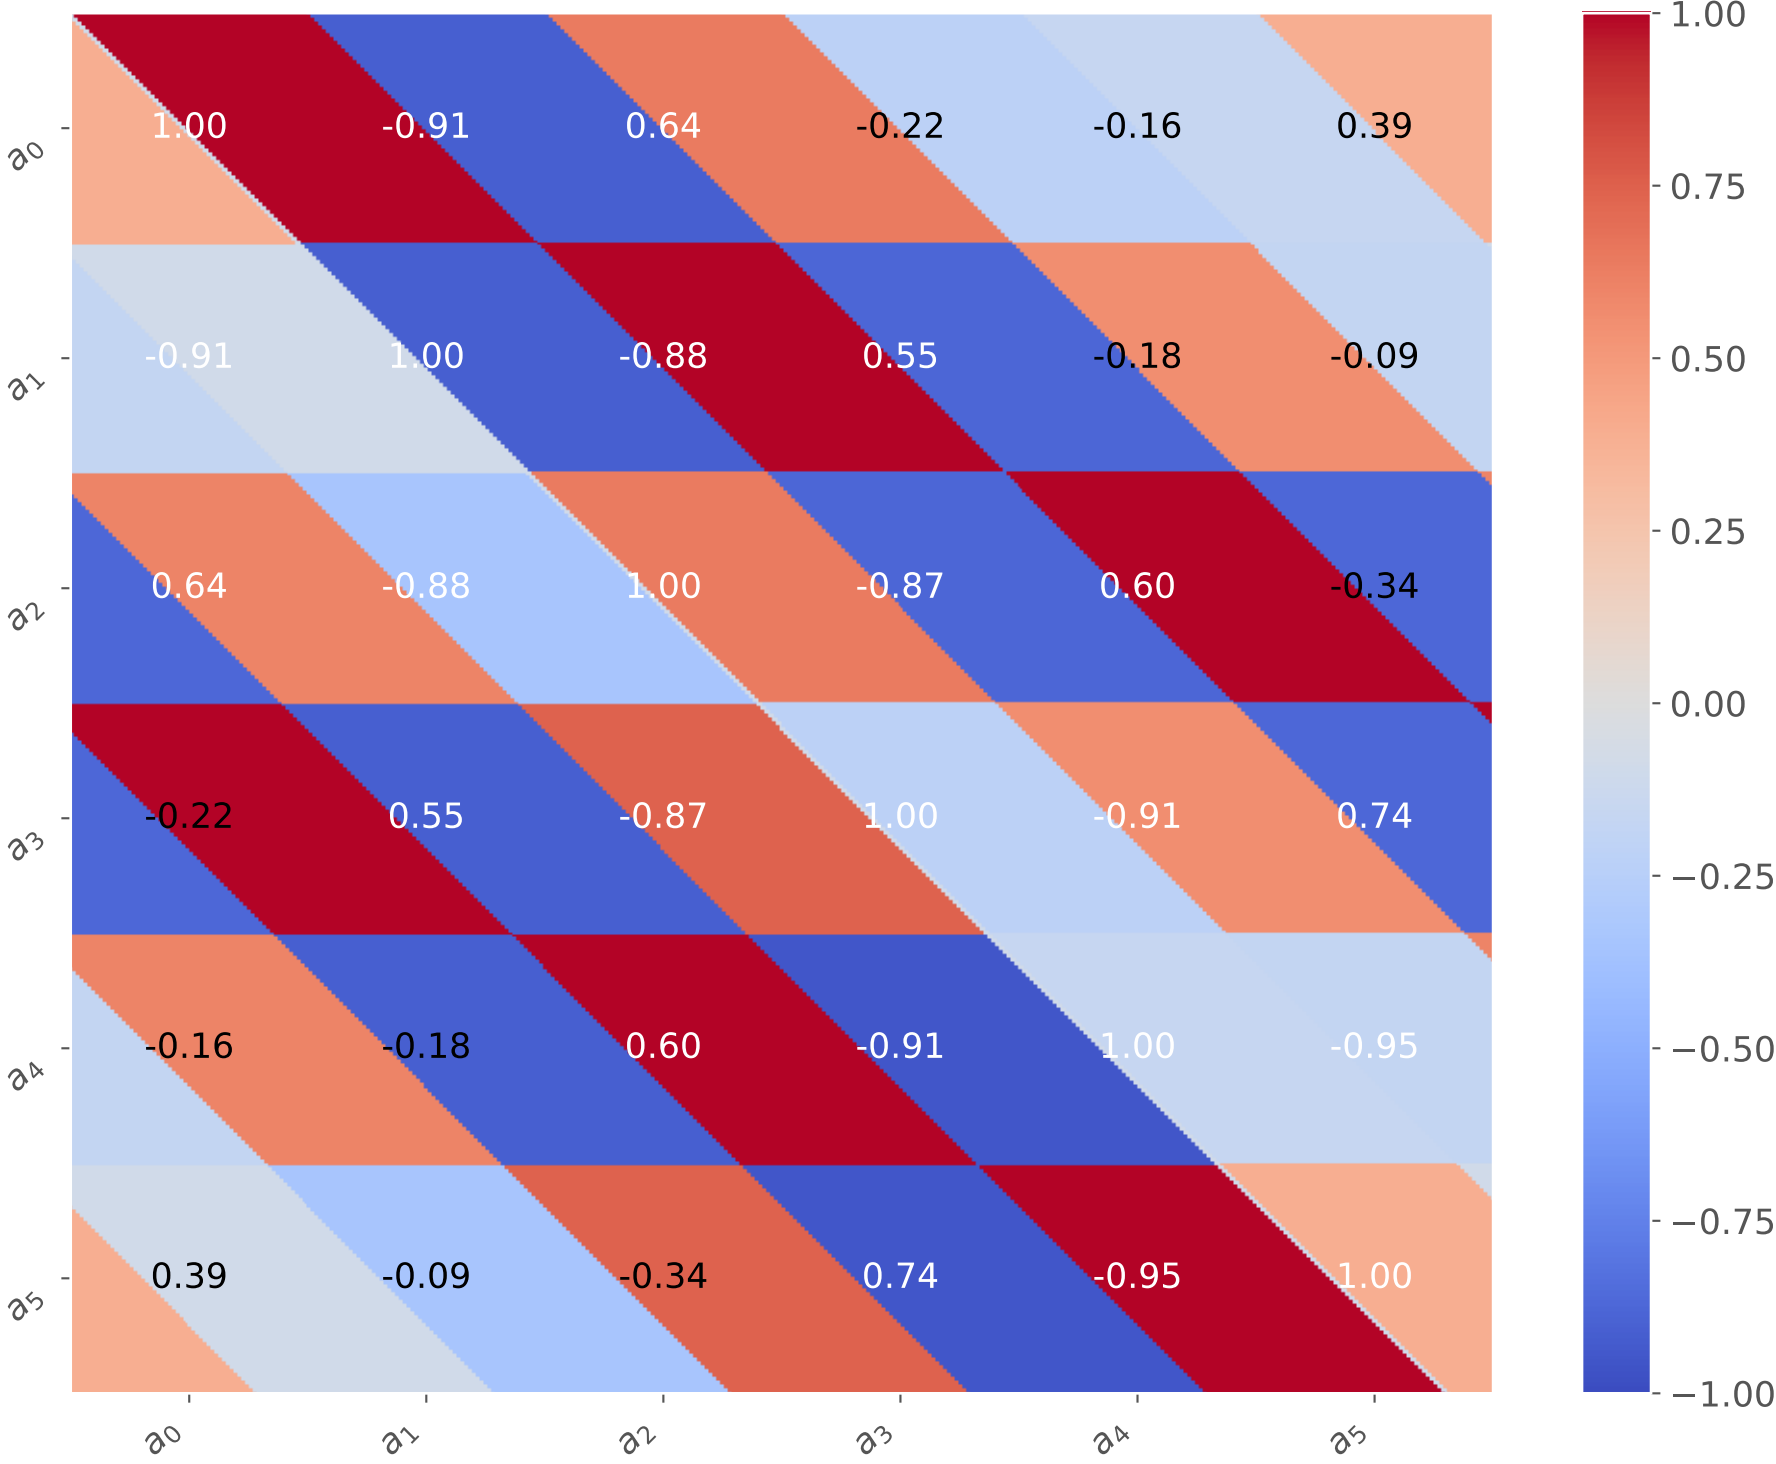 1.00
a₀ 1.00 -0.91 0.64 -0.22 -0.16 0.39
0.75
a₁ -0.91 1.00 -0.88 0.55 -0.18 -0.09
0.50
0.25
a₂ 0.64 -0.88 1.00 -0.87 0.60 -0.34
0.00
a₃ -0.22 0.55 -0.87 1.00 -0.91 0.74
−0.25
a₄ -0.16 -0.18 0.60 -0.91 1.00 -0.95
−0.50
−0.75
a₅ 0.39 -0.09 -0.34 0.74 -0.95 1.00
−1.00
a₀ a₁ a₂ a₃ a₄ a₅